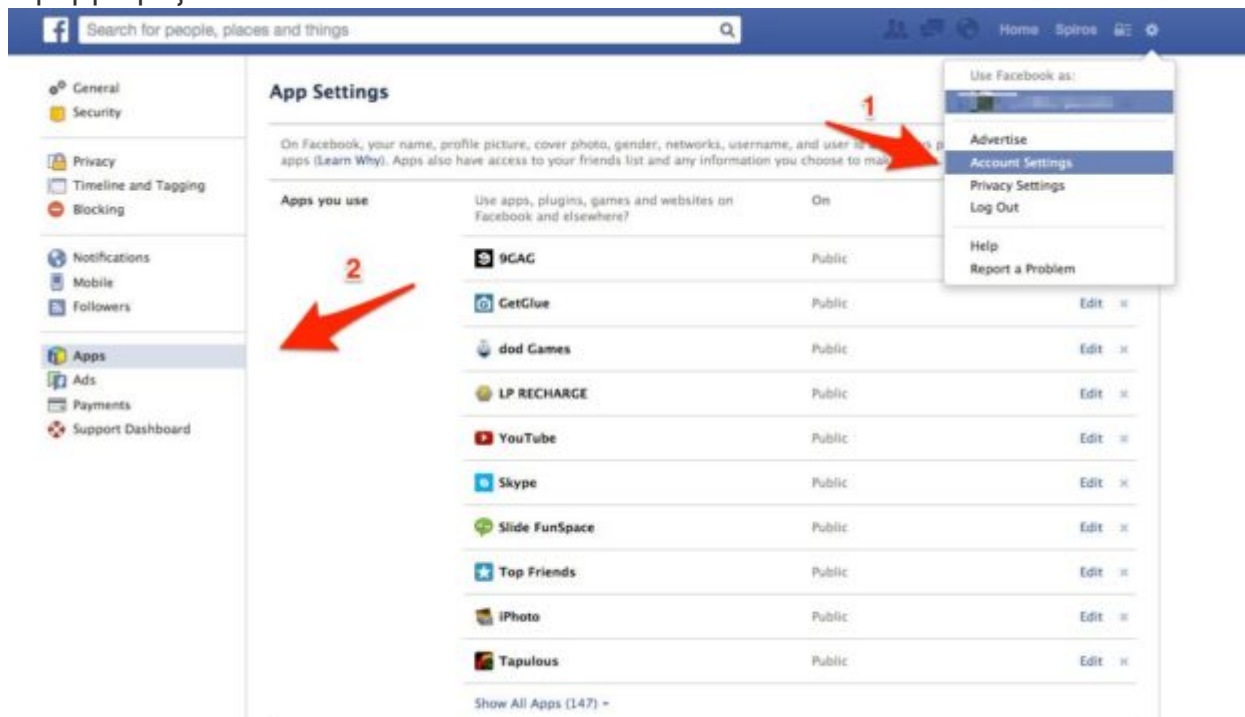 f Search for people, places and things
Home Spiros
General
Security
Privacy
Timeline and Tagging
Blocking
Notifications
Mobile
Followers
Apps
Ads
Payments
Support Dashboard
App Settings
On Facebook, your name, profile picture, cover photo, gender, networks, username, and user
apps (Learn Why). Apps also have access to your friends list and any information you choose to
Apps you use
Use apps, plugins, games and websites on
Facebook and elsewhere?
On
9GAG Public
GetGlue Public Edit ×
dod Games Public Edit ×
LP RECHARGE Public Edit ×
YouTube Public Edit ×
Skype Public Edit ×
Slide FunSpace Public Edit ×
Top Friends Public Edit ×
iPhoto Public Edit ×
Tapulous Public Edit ×
Show All Apps (147)
1
2
Use Facebook as:
Advertise
Account Settings
Privacy Settings
Log Out
Help
Report a Problem